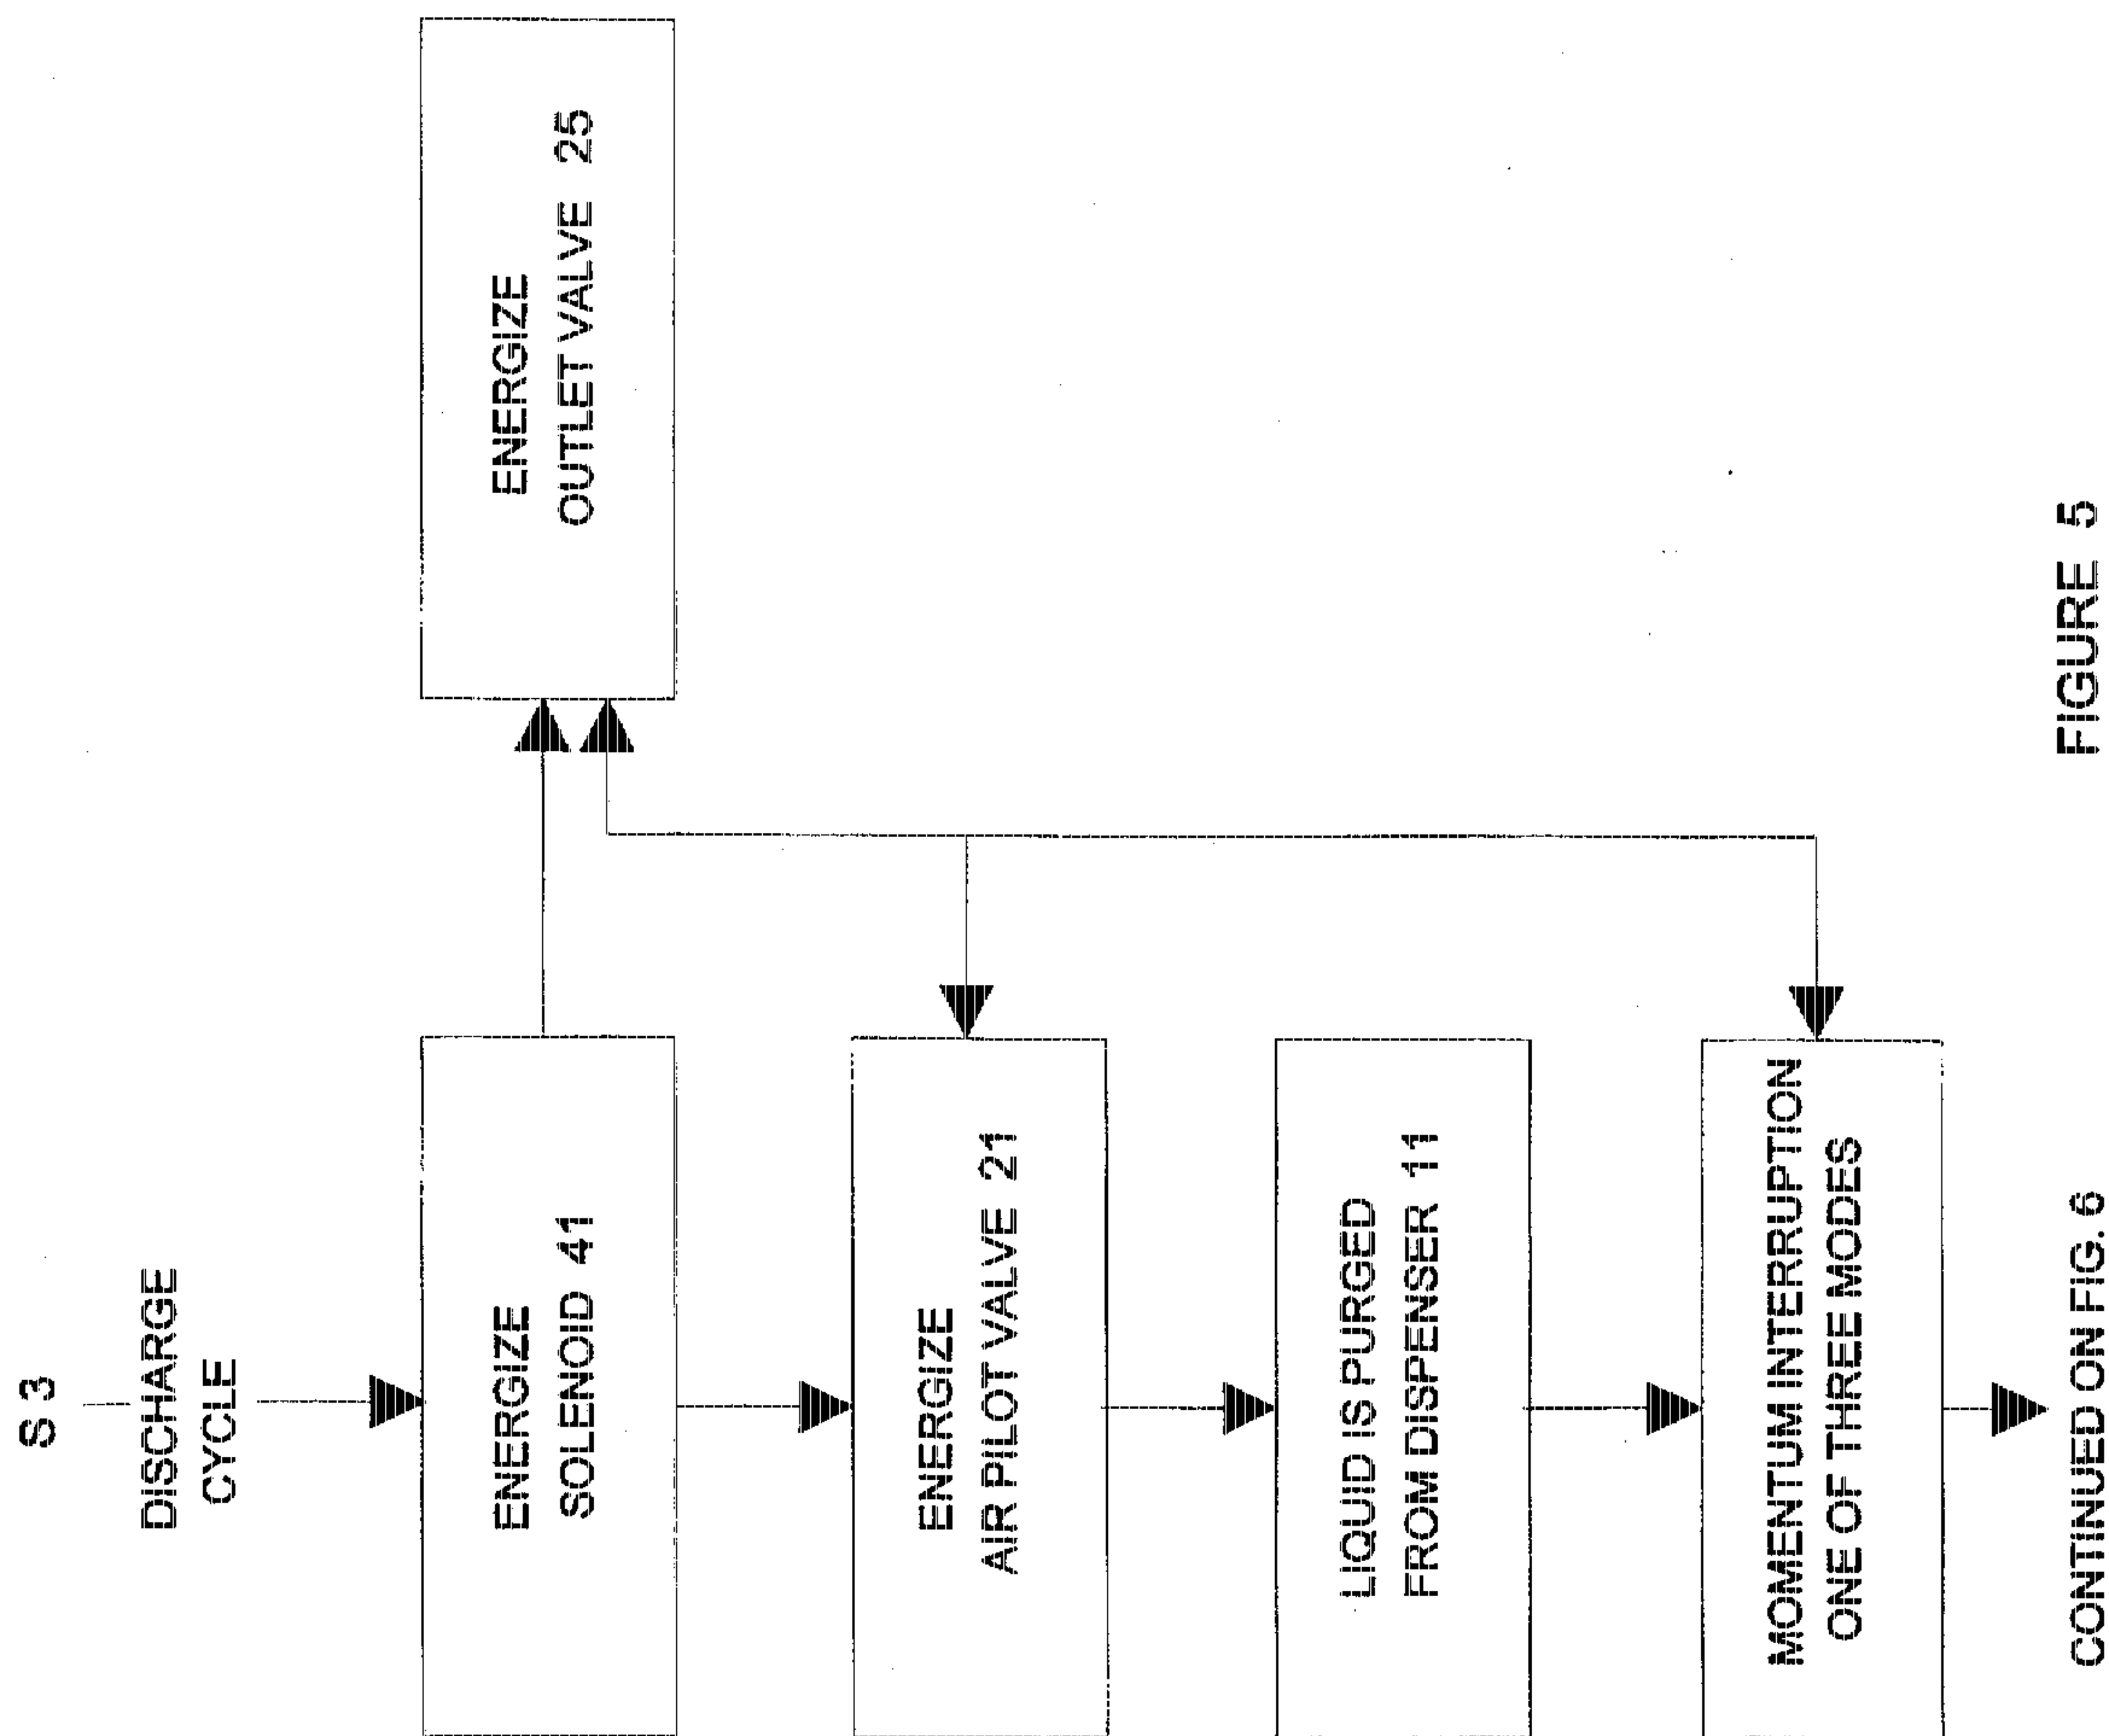 S 3
DISCHARGE
CYCLE
ENERGIZE
SOLENOID 41
ENERGIZE
OUTLET VALVE 25
ENERGIZE
AIR PILOT VALVE 21
LIQUID IS PURGED
FROM DISPENSER 11
MOMENTUM INTERRUPTION
ONE OF THREE MODES
CONTINUED ON FIG. 6
FIGURE 5